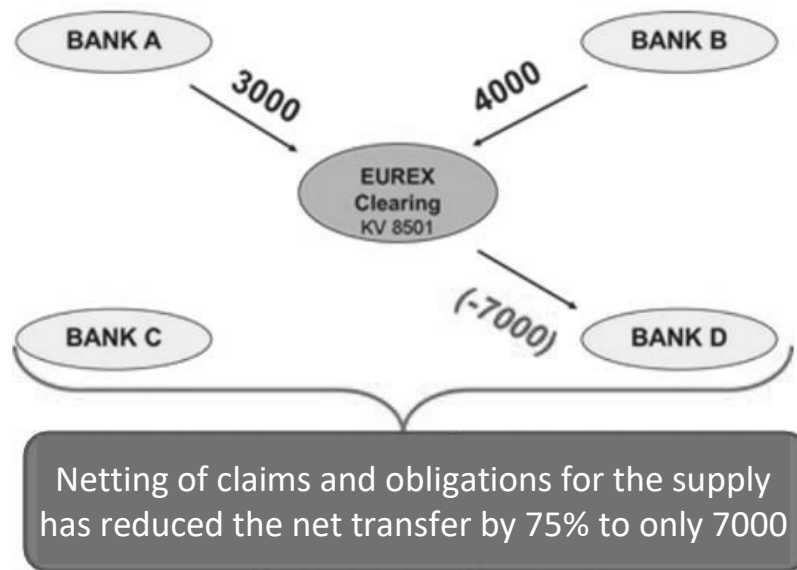 BANK A
BANK B
3000
4000
EUREX
Clearing
KV 8501
(-7000)
BANK C
BANK D
Netting of claims and obligations for the supply
has reduced the net transfer by 75% to only 7000